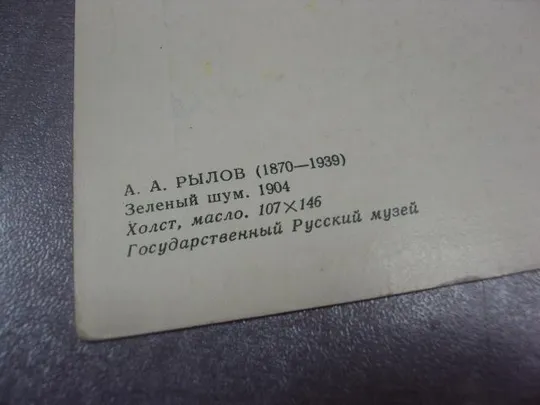 А. А. РЫЛОВ (1870—1939)
Зеленый шум. 1904
Холст, масло. 107×146
Государственный Русский музей